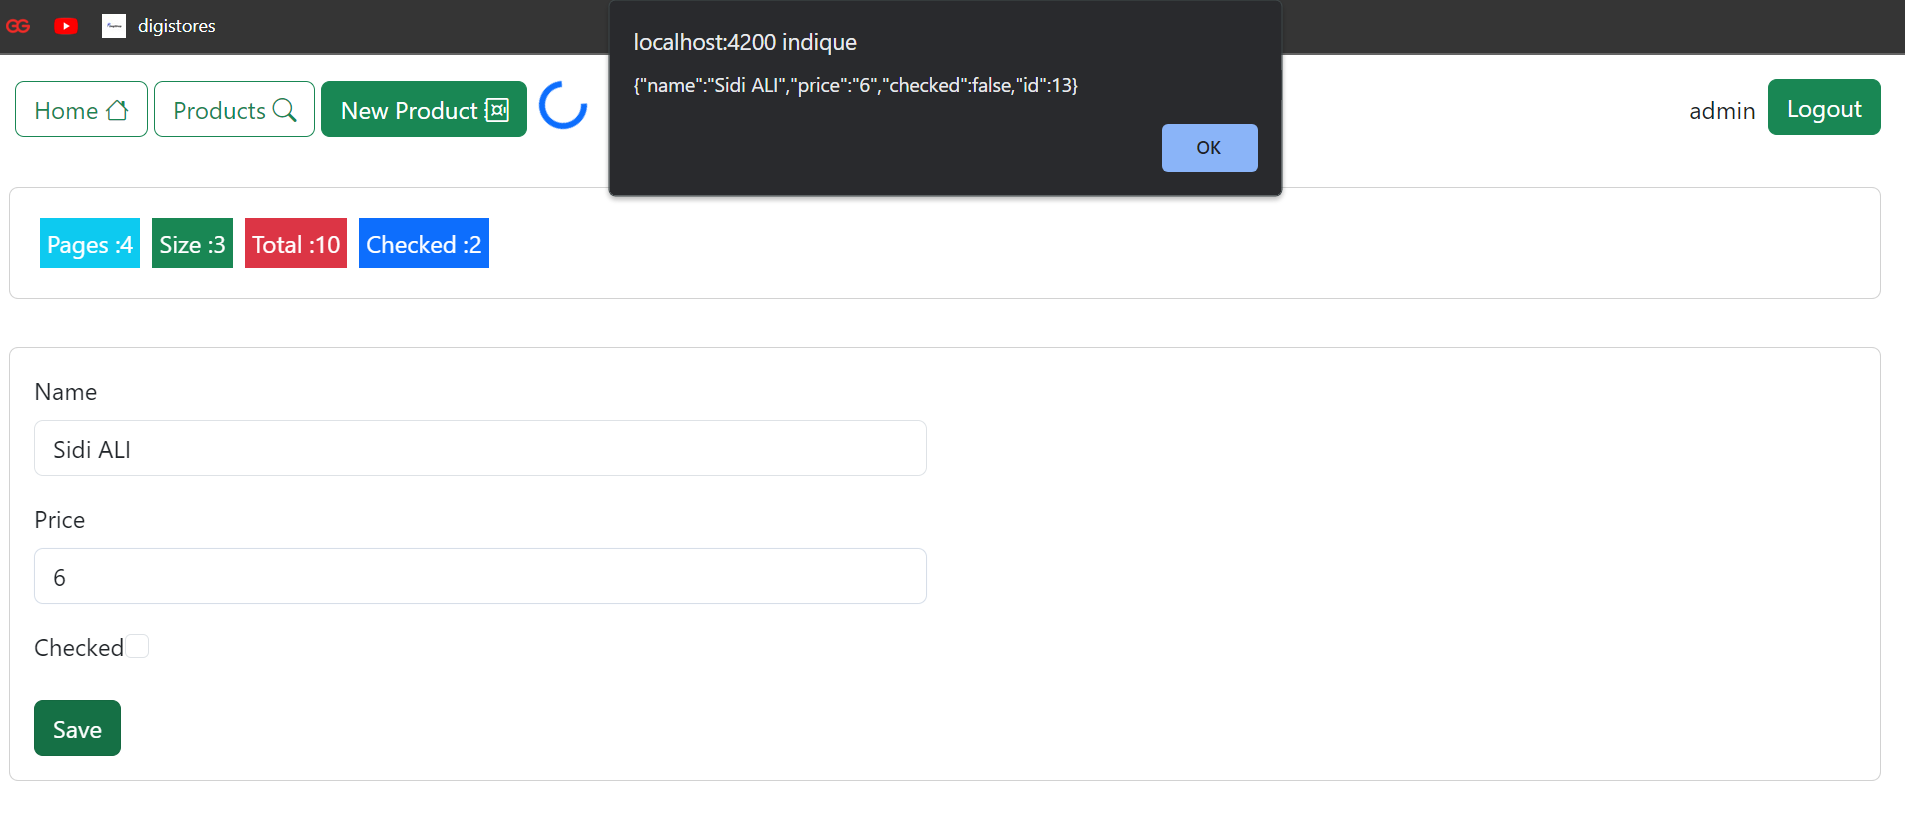 digistores
localhost:4200 indique
{"name":"Sidi ALI","price":"6","checked":false,"id":13}
OK
Home Products New Product admin Logout
Pages :4 Size :3 Total :10 Checked :2
Name
Sidi ALI
Price
6
Checked
Save